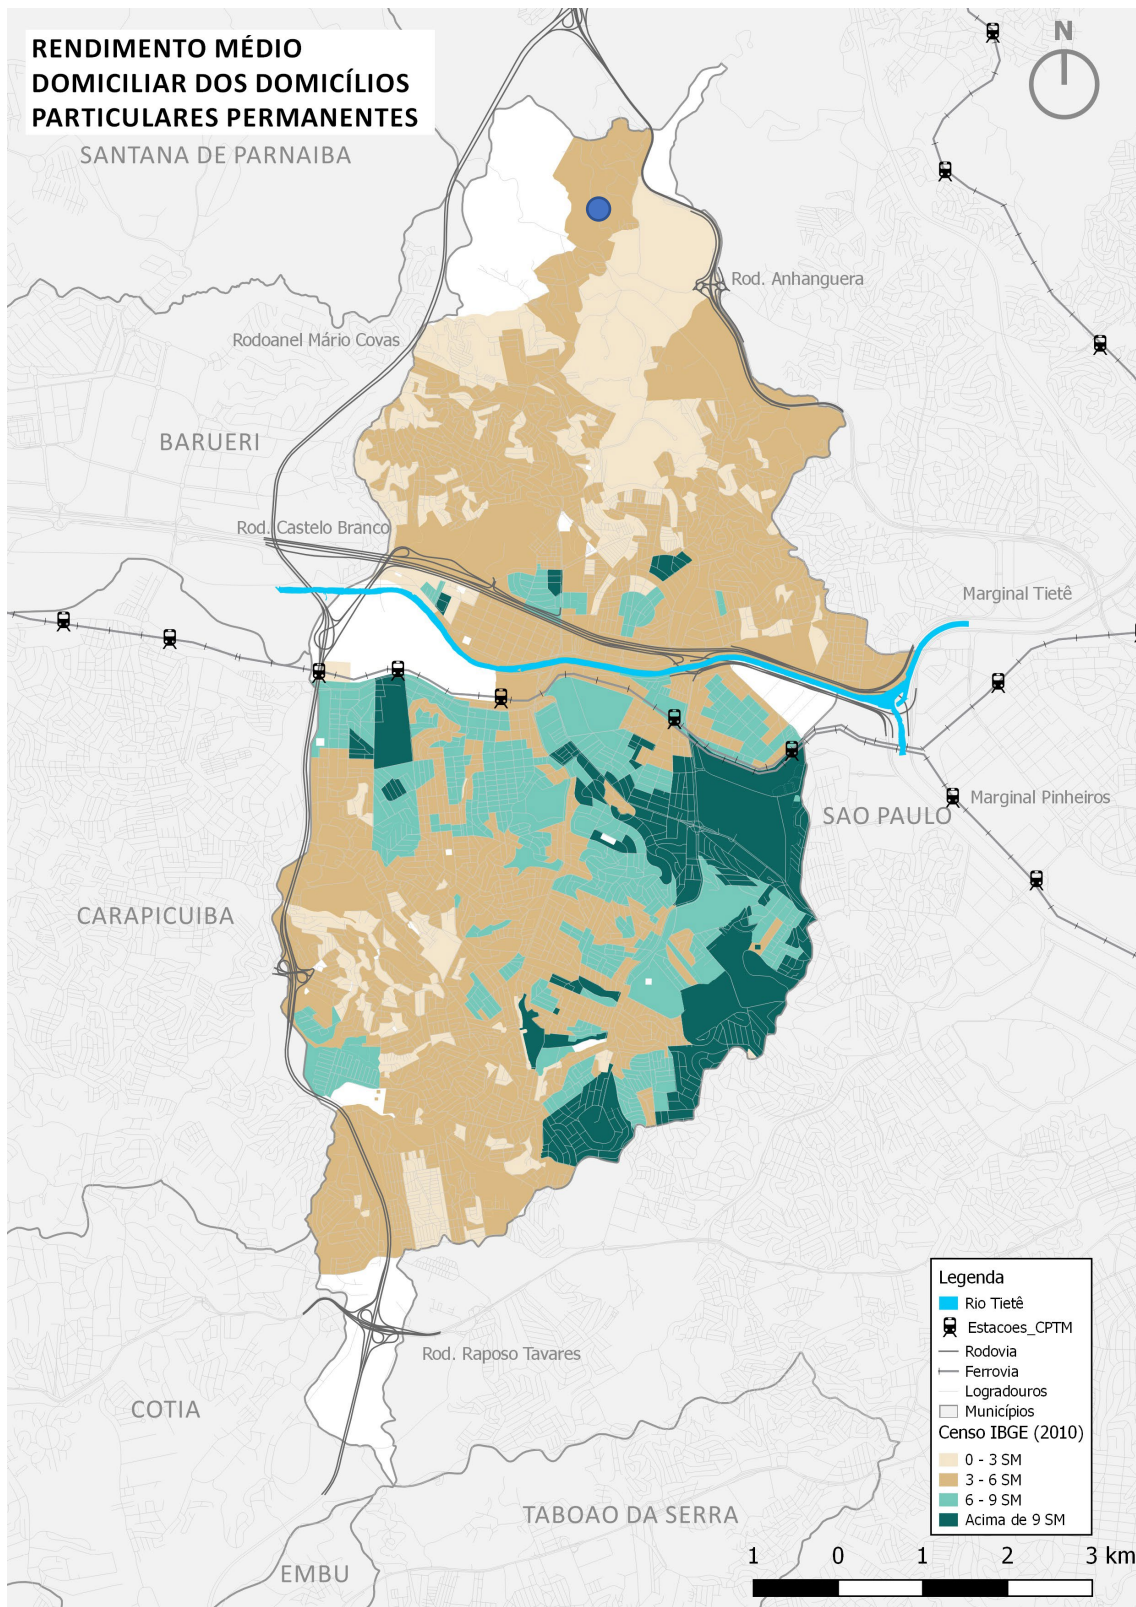 RENDIMENTO MÉDIO
DOMICILIAR DOS DOMICÍLIOS
PARTICULARES PERMANENTES
N
SANTANA DE PARNAIBA
Rod. Anhanguera
Rodoanel Mário Covas
BARUERI
Rod. Castelo Branco
Marginal Tietê
Marginal Pinheiros
SAO PAULO
CARAPICUIBA
Rod. Raposo Tavares
COTIA
TABOAO DA SERRA
EMBU
Legenda
Rio Tietê
Estacoes_CPTM
Rodovia
Ferrovia
Logradouros
Municípios
Censo IBGE (2010)
0 - 3 SM
3 - 6 SM
6 - 9 SM
Acima de 9 SM
1 0 1 2 3 km